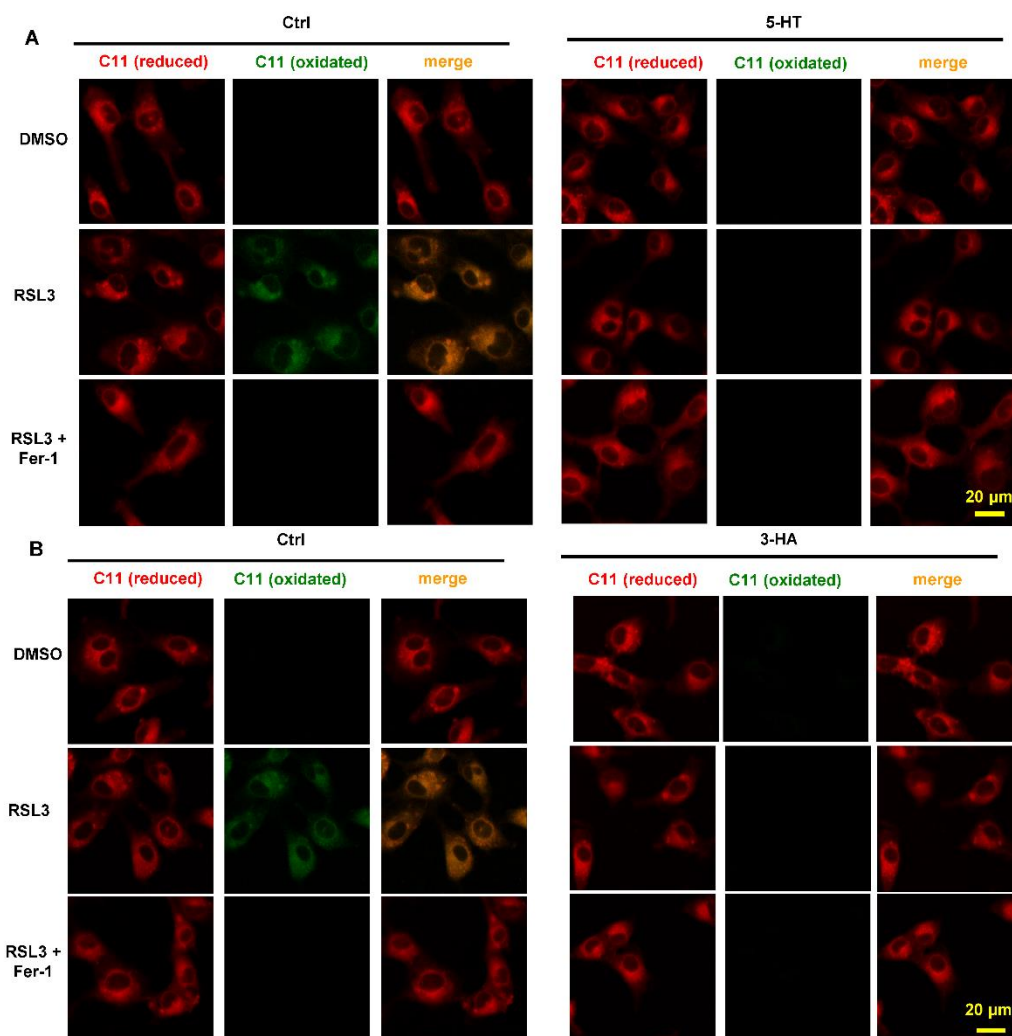 A
Ctrl
5-HT
C11 (reduced) C11 (oxidated) merge
C11 (reduced) C11 (oxidated) merge
DMSO
RSL3
RSL3 +
Fer-1
20 μm
B
Ctrl
3-HA
C11 (reduced) C11 (oxidated) merge
C11 (reduced) C11 (oxidated) merge
DMSO
RSL3
RSL3 +
Fer-1
20 μm